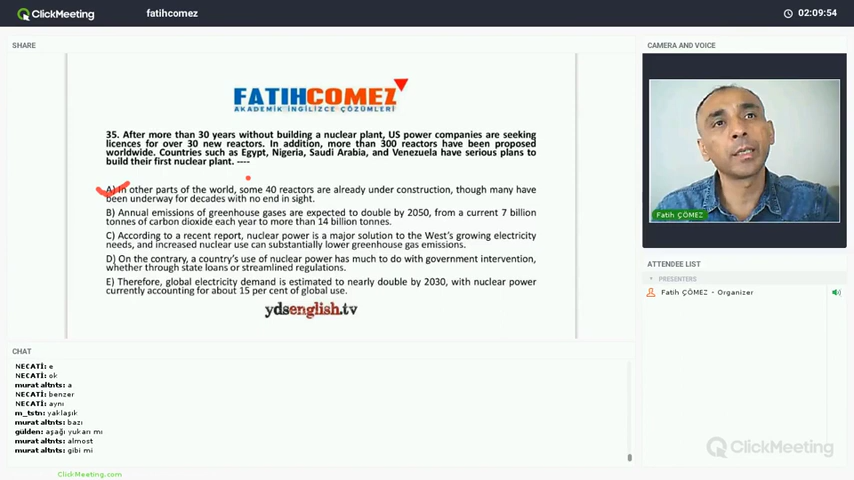 ClickMeeting
fatihcomez
02:09:54
SHARE
FATIHCOMEZ
AKADEMİK İNGİLİZCE ÇÖZÜMLERİ
35. After more than 30 years without building a nuclear plant, US power companies are seeking
licences for over 30 new reactors. In addition, more than 300 reactors have been proposed
worldwide. Countries such as Egypt, Nigeria, Saudi Arabia, and Venezuela have serious plans to
build their first nuclear plant. ----
A) In other parts of the world, some 40 reactors are already under construction, though many have
been underway for decades with no end in sight.
B) Annual emissions of greenhouse gases are expected to double by 2050, from a current 7 billion
tonnes of carbon dioxide each year to more than 14 billion tonnes.
C) According to a recent report, nuclear power is a major solution to the West's growing electricity
needs, and increased nuclear use can substantially lower greenhouse gas emissions.
D) On the contrary, a country's use of nuclear power has much to do with government intervention,
whether through state loans or streamlined regulations.
E) Therefore, global electricity demand is estimated to nearly double by 2030, with nuclear power
currently accounting for about 15 per cent of global use.
ydsenglish.tv
CHAT
NECATİ: e
NECATİ: ok
murat altnts: a
NECATİ: benzer
NECATİ: aynı
m_tstn: yaklaşık
murat altnts: bazı
gülden: aşağı yukarı mı
murat altnts: almost
murat altnts: gibi mi
ClickMeeting.com
CAMERA AND VOICE
Fatih ÇÖMEZ
ATTENDEE LIST
PRESENTERS
Fatih ÇÖMEZ - Organizer
ClickMeeting